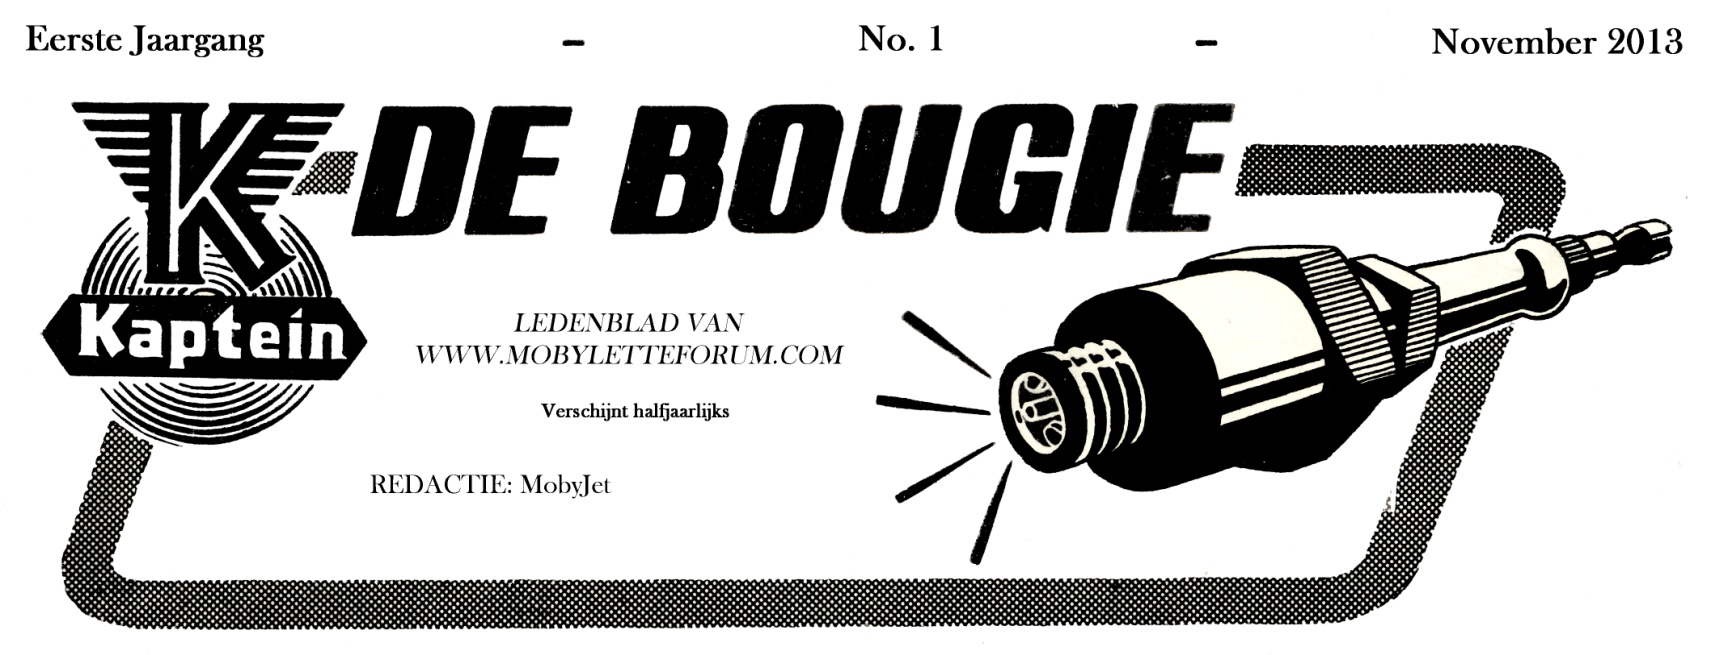 Eerste Jaargang - No. 1 - November 2013
K DE BOUGIE
Kaptein
LEDENBLAD VAN
WWW.MOBYLETTEFORUM.COM
Verschijnt halfjaarlijks
REDACTIE: MobyJet